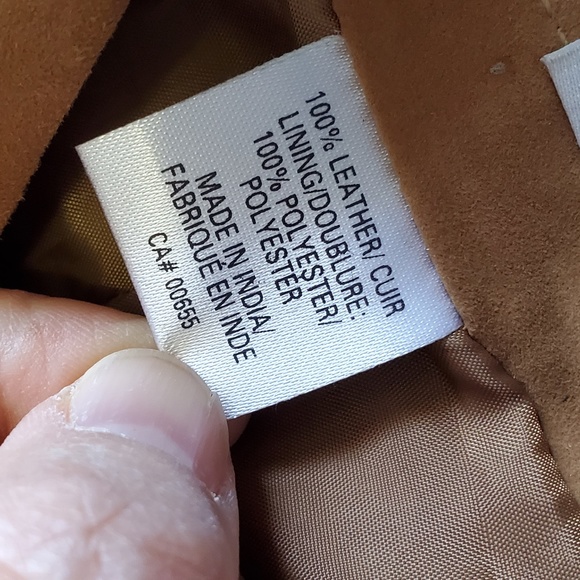 100% LEATHER/ CUIR
LINING/DOUBLURE:
100% POLYESTER/
POLYESTER
MADE IN INDIA/
FABRIQUÉ EN INDE
CA# 00655